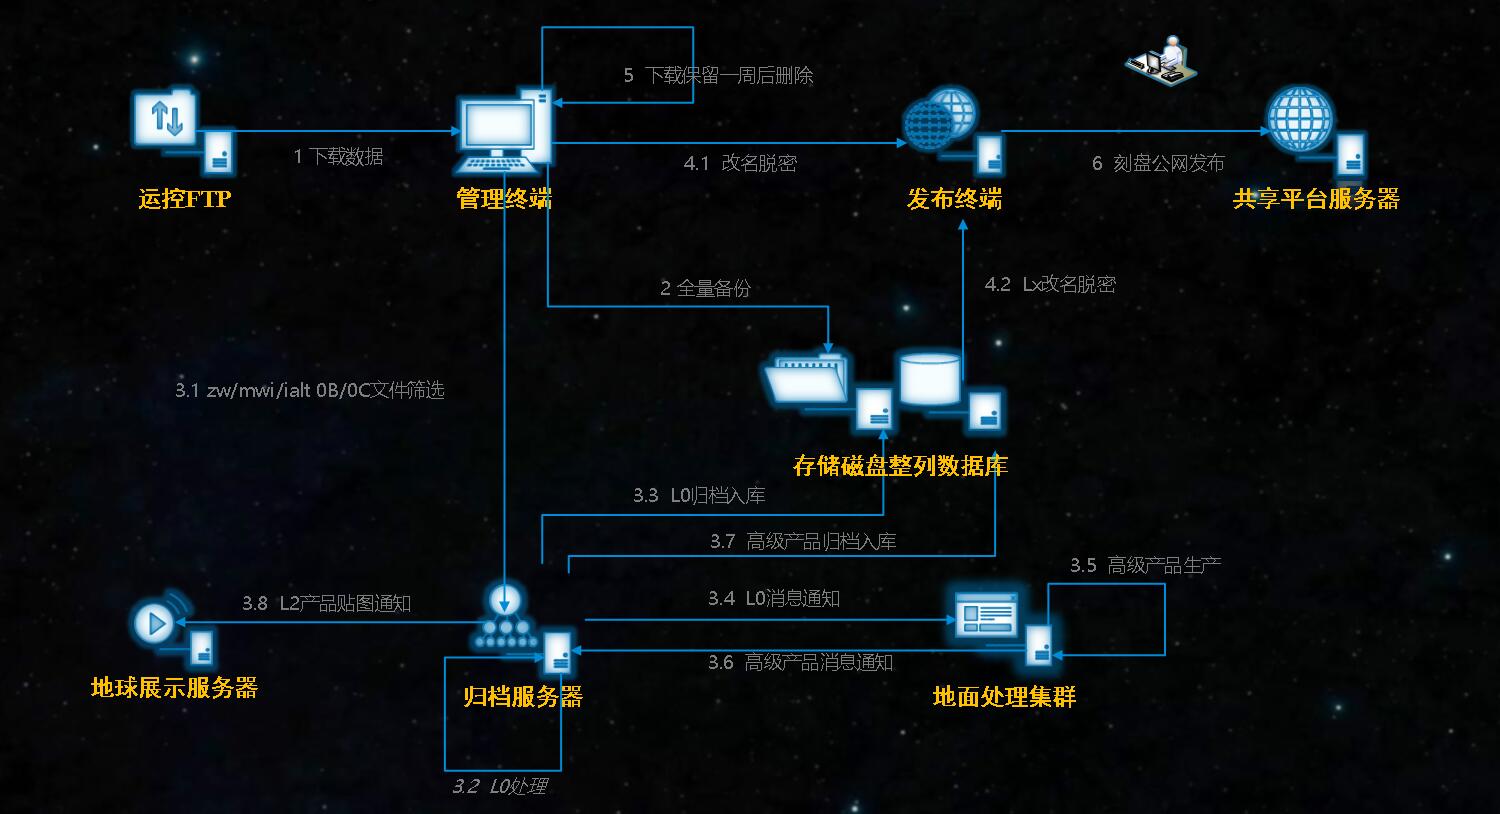 5 下载保留一周后删除
1 下载数据
4.1 改名脱密
6 刻盘公网发布
运控FTP
管理终端
发布终端
共享平台服务器
2 全量备份
4.2 Lx改名脱密
3.1 zw/mwi/ialt 0B/0C文件筛选
存储磁盘整列数据库
3.3 L0归档入库
3.7 高级产品归档入库
3.5 高级产品生产
3.8 L2产品贴图通知
3.4 L0消息通知
3.6 高级产品消息通知
地球展示服务器
归档服务器
地面处理集群
3.2 L0处理